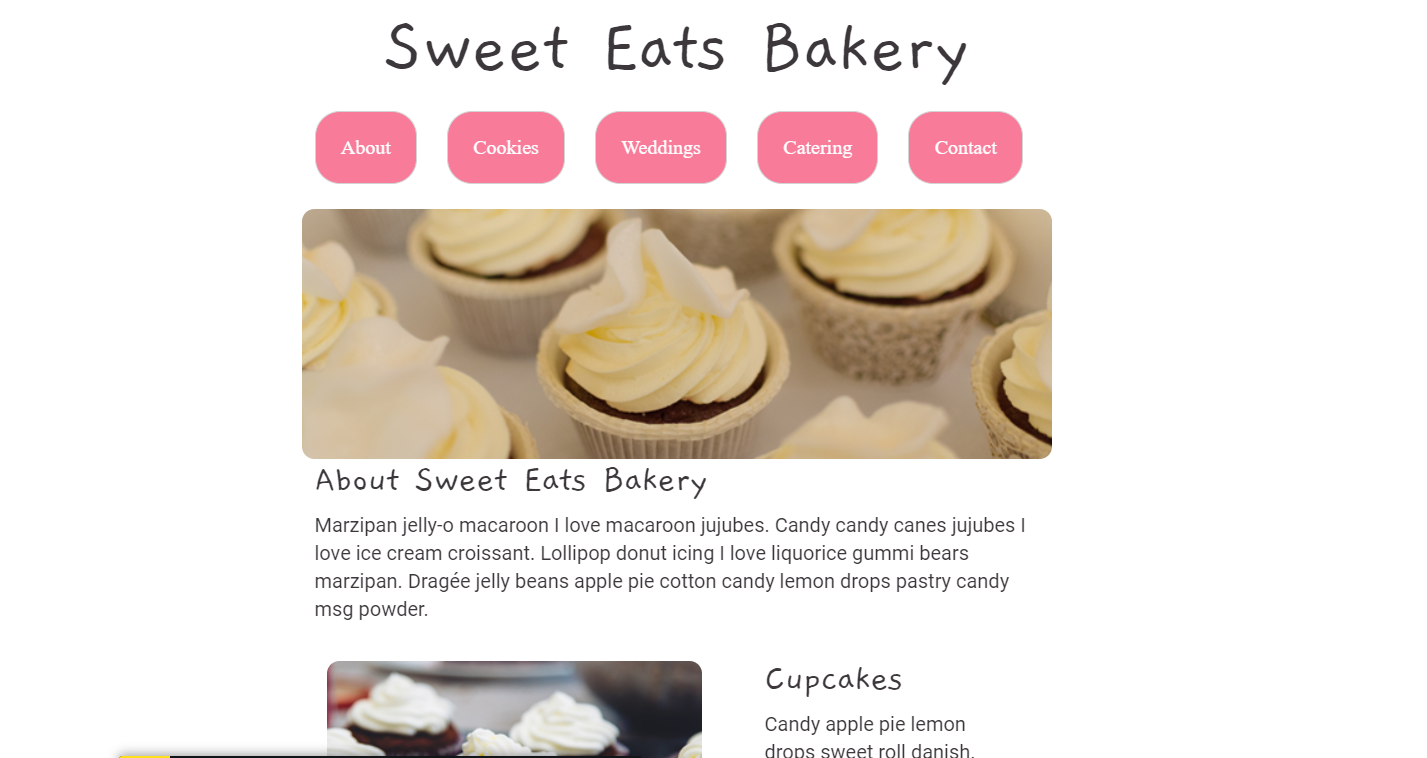 Sweet Eats Bakery
About Cookies Weddings Catering Contact
About Sweet Eats Bakery
Marzipan jelly-o macaroon I love macaroon jujubes. Candy candy canes jujubes I
love ice cream croissant. Lollipop donut icing I love liquorice gummi bears
marzipan. Dragée jelly beans apple pie cotton candy lemon drops pastry candy
msg powder.
Cupcakes
Candy apple pie lemon
drops sweet roll danish.